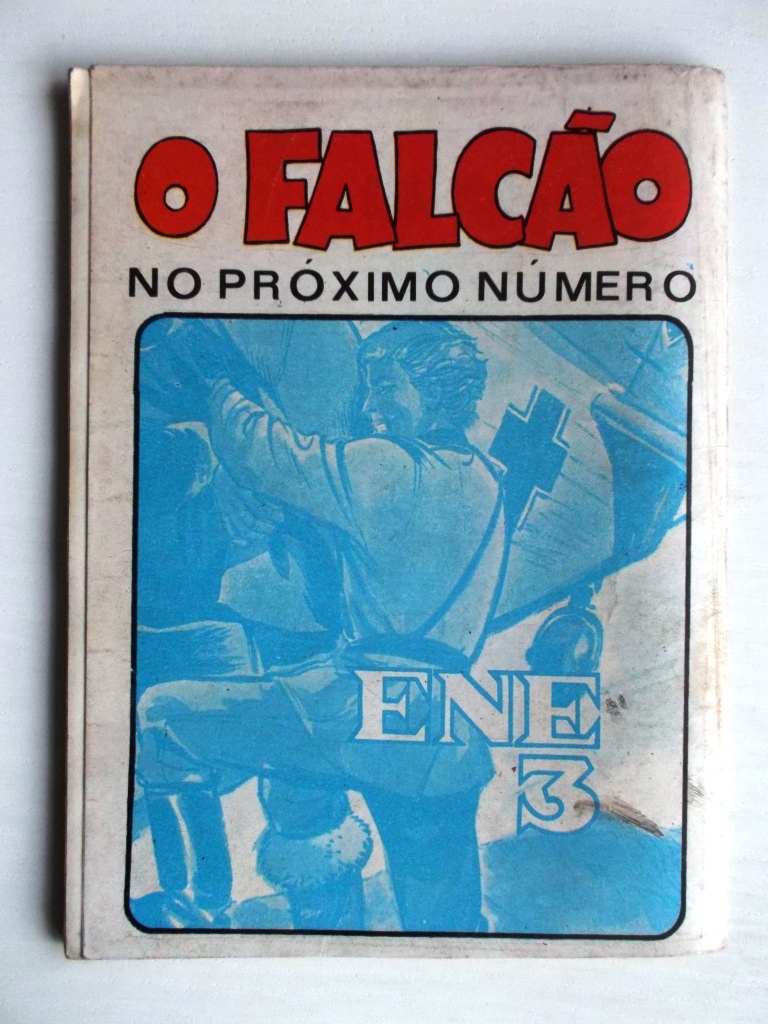 O FALCÃO
NO PRÓXIMO NÚMERO
ENE
3